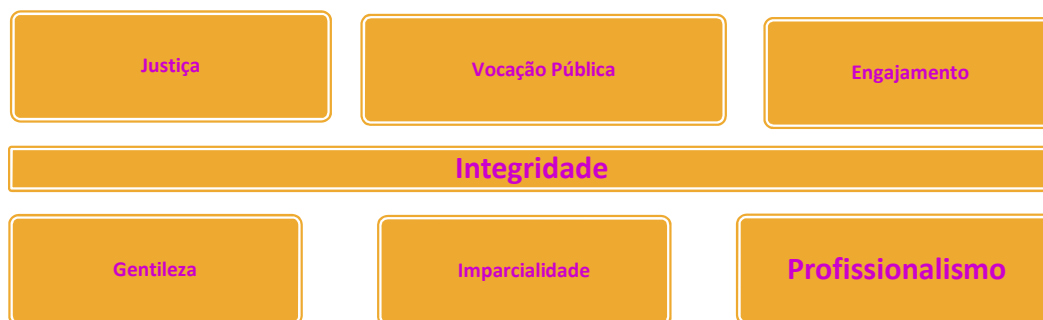 Justiça
Vocação Pública
Engajamento
Integridade
Gentileza
Imparcialidade
Profissionalismo